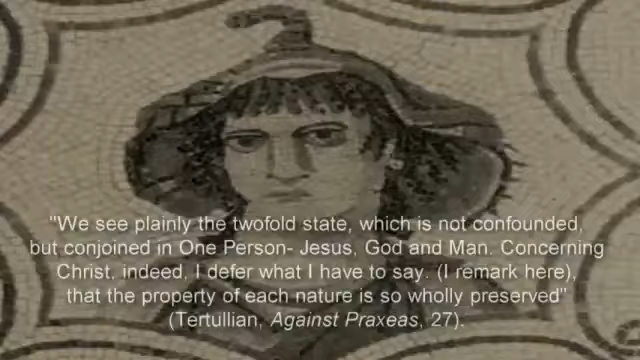 "We see plainly the twofold state, which is not confounded,
but conjoined in One Person- Jesus, God and Man. Concerning
Christ, indeed, I defer what I have to say. (I remark here),
that the property of each nature is so wholly preserved"
(Tertullian, Against Praxeas, 27).